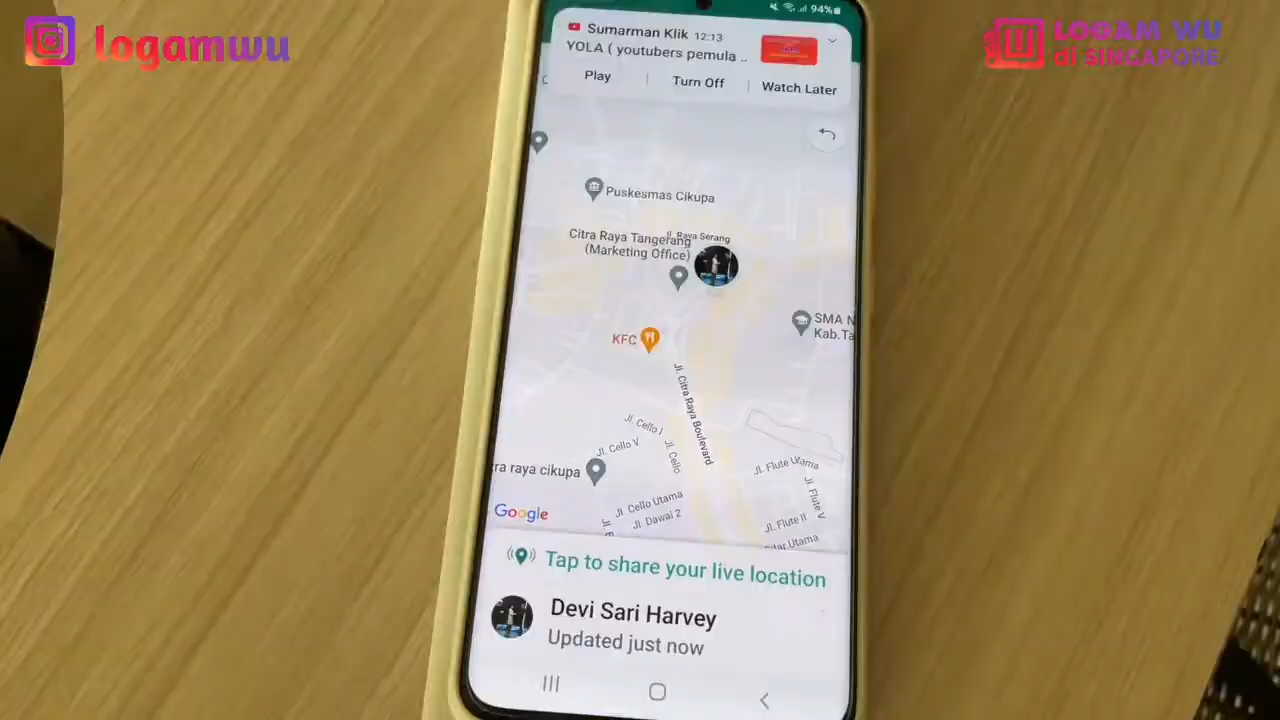 logamwu
LOGAM WU
di SINGAPORE
94%
Sumarman Klik 12:13
YOLA ( youtubers pemula ..
Play
Turn Off
Watch Later
Puskesmas Cikupa
Jl. Raya Serang
Citra Raya Tangerang
(Marketing Office)
SMA N
Kab.Ta
KFC
Jl. Citra Raya Boulevard
Jl. Cello I
Jl. Cello V
Jl. Cello
Jl. Flute Utama
Jl. Flute V
ra raya cikupa
Jl. Cello Utama
Jl. Dawai 2
Jl. Flute II
Google
Tap to share your live location
Devi Sari Harvey
Updated just now